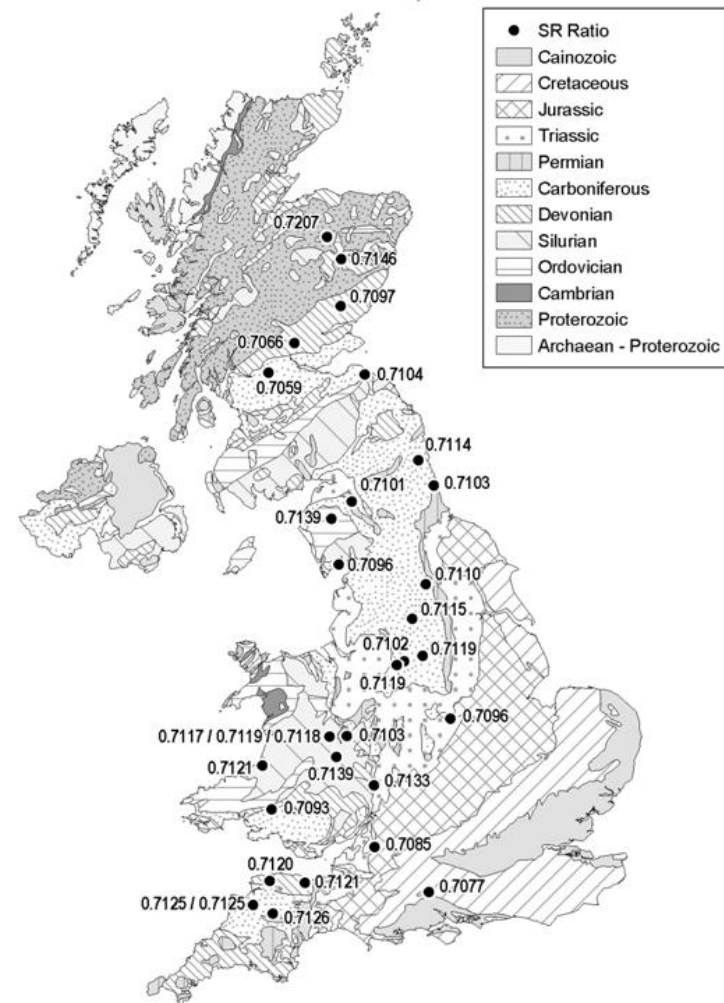 SR Ratio
Cainozoic
Cretaceous
Jurassic
Triassic
Permian
Carboniferous
Devonian
Silurian
Ordovician
Cambrian
Proterozoic
Archaean - Proterozoic
0.7207
0.7146
0.7097
0.7066
0.7059
0.7104
0.7114
0.7103
0.7101
0.7139
0.7096
0.7110
0.7115
0.7102
0.7119
0.7119
0.7096
0.7117 / 0.7119 / 0.7118
0.7103
0.7139
0.7121
0.7133
0.7093
0.7085
0.7120
0.7121
0.7077
0.7125 / 0.7125
0.7126